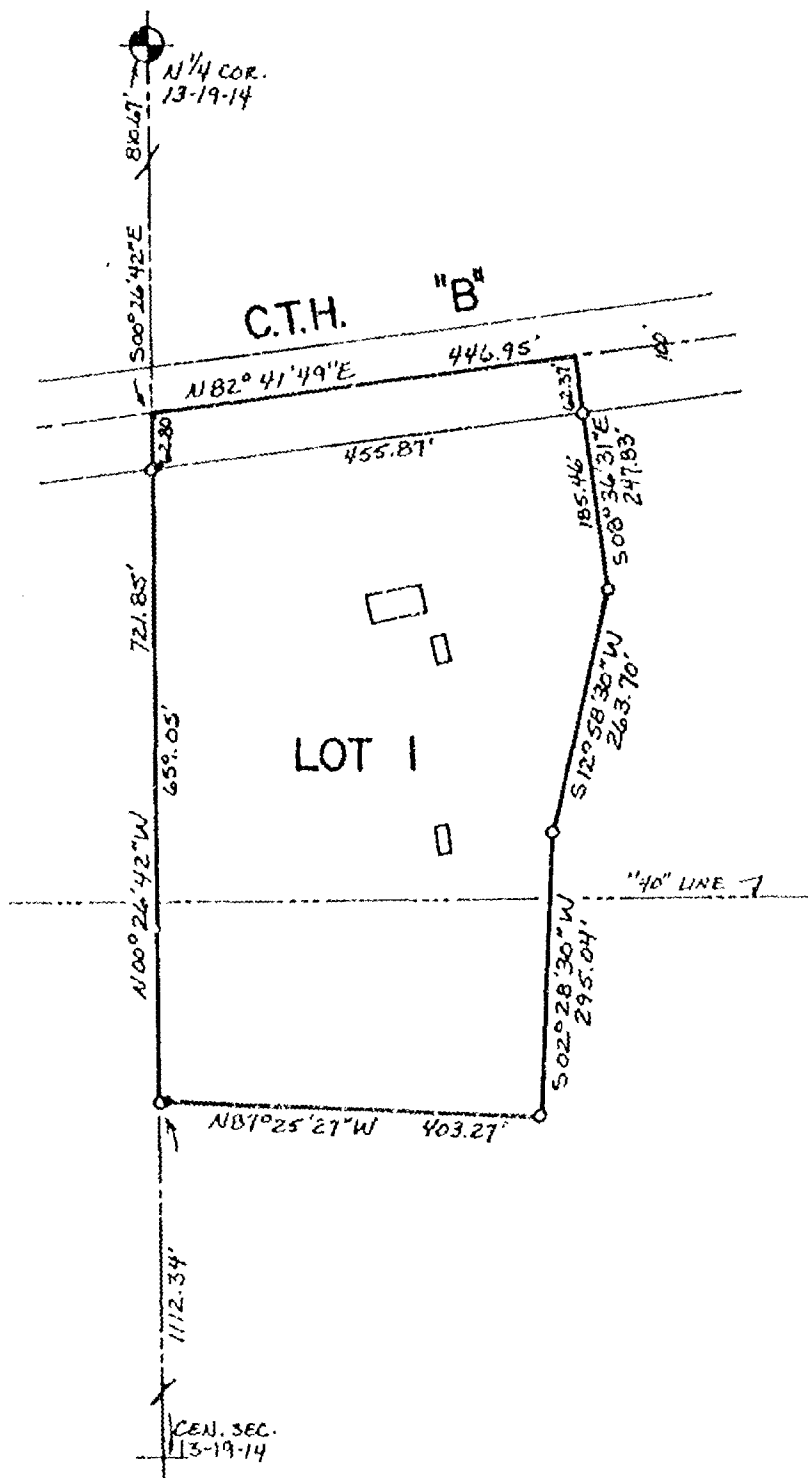 N 1/4 COR.
13-19-14
810.67'
S00°26'42"E
C.T.H. "B"
N82°41'49"E 446.95'
100'
62.80
62.37'
455.87'
185.46'
S08°36'31"E
247.83'
721.85'
659.05'
LOT 1
S12°58'30"W
263.70'
N00°26'42"W
"40" LINE
S02°28'30"W
295.04'
N87°25'27"W 403.27'
1112.34'
CEN. SEC.
13-19-14